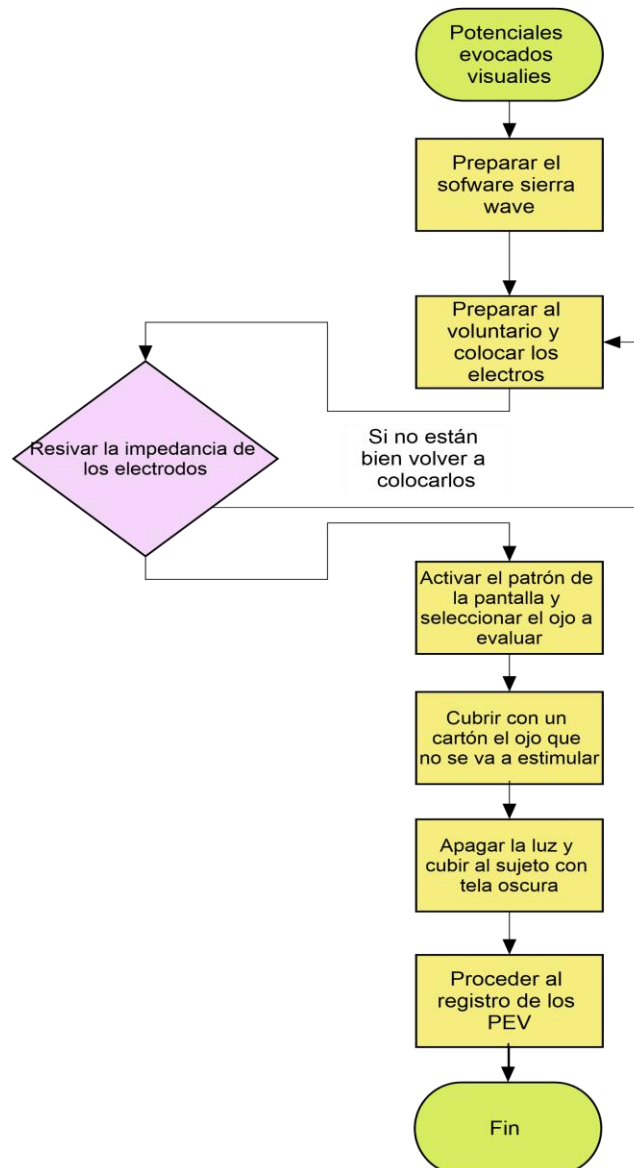 Potenciales
evocados
visualies
Preparar el
sofware sierra
wave
Preparar al
voluntario y
colocar los
electros
Resivar la impedancia de
los electrodos
Si no están
bien volver a
colocarlos
Activar el patrón de
la pantalla y
seleccionar el ojo a
evaluar
Cubrir con un
cartón el ojo que
no se va a estimular
Apagar la luz y
cubir al sujeto con
tela oscura
Proceder al
registro de los
PEV
Fin